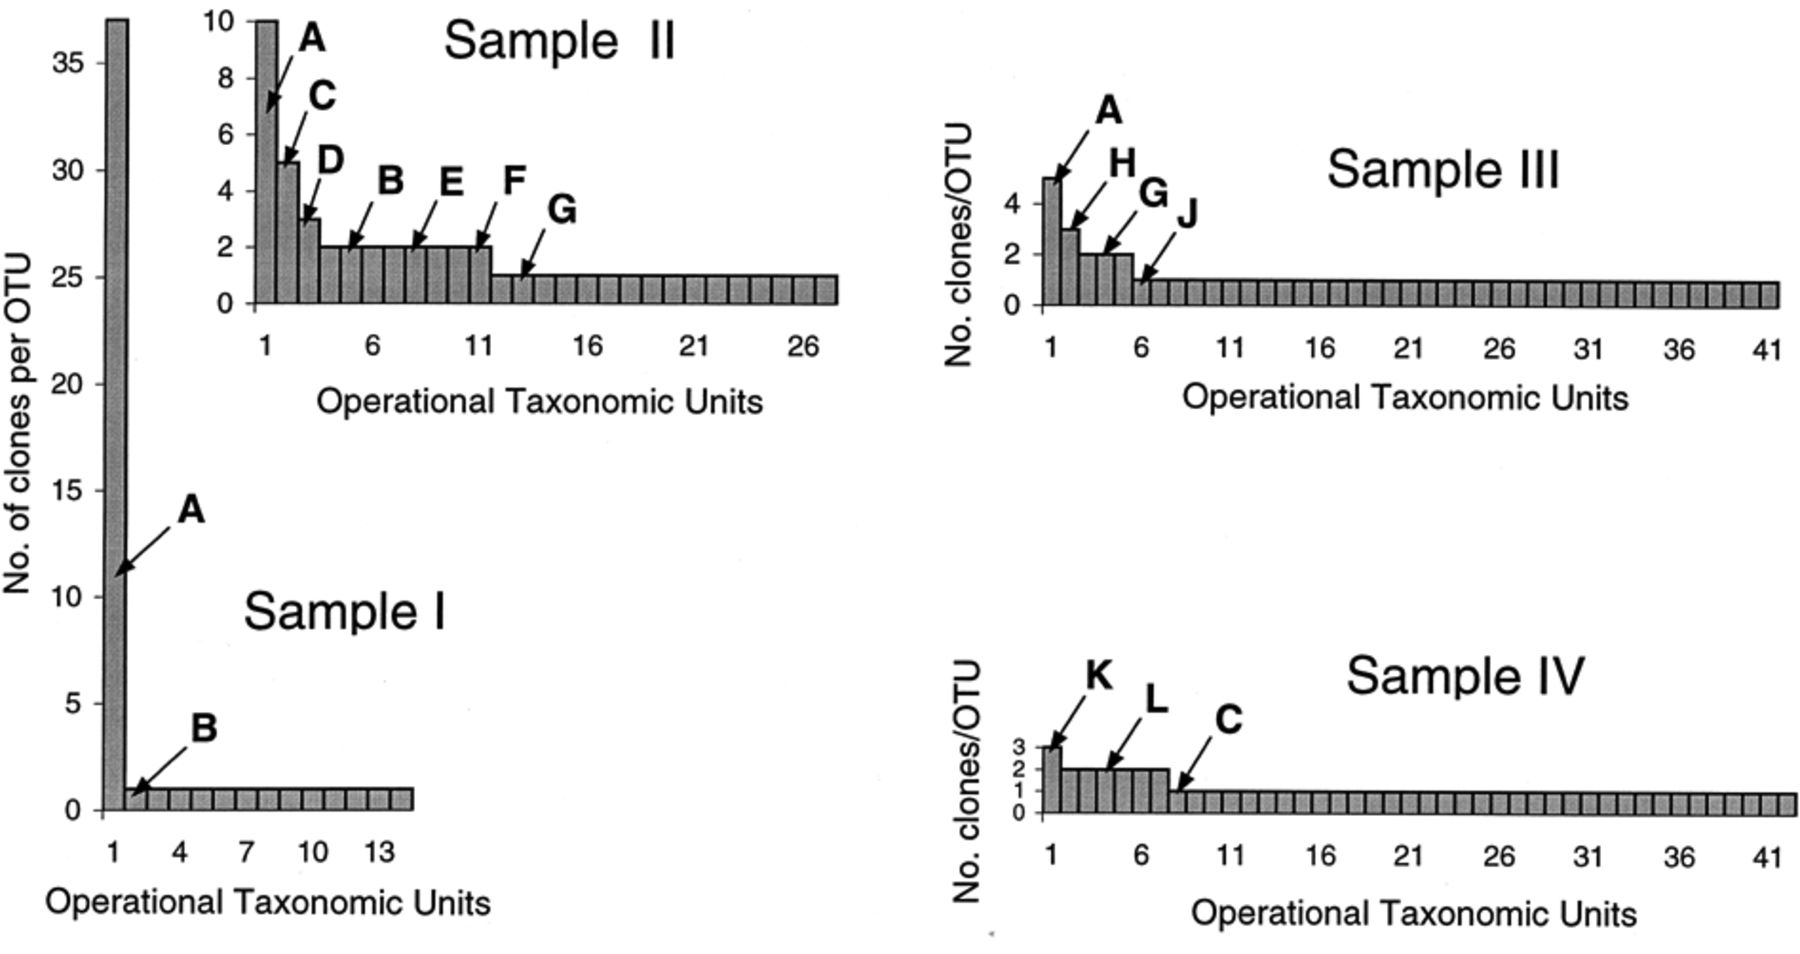 No. of clones per OTU
35
30
25
20
15
10
5
0
A
B
Sample I
1 4 7 10 13
Operational Taxonomic Units
Sample II
10
8
6
4
2
0
A
C
D
B
E
F
G
1 6 11 16 21 26
Operational Taxonomic Units
Sample III
No. clones/OTU
4
2
0
A
H
G
J
1 6 11 16 21 26 31 36 41
Operational Taxonomic Units
Sample IV
No. clones/OTU
3
2
1
0
K
L
C
1 6 11 16 21 26 31 36 41
Operational Taxonomic Units